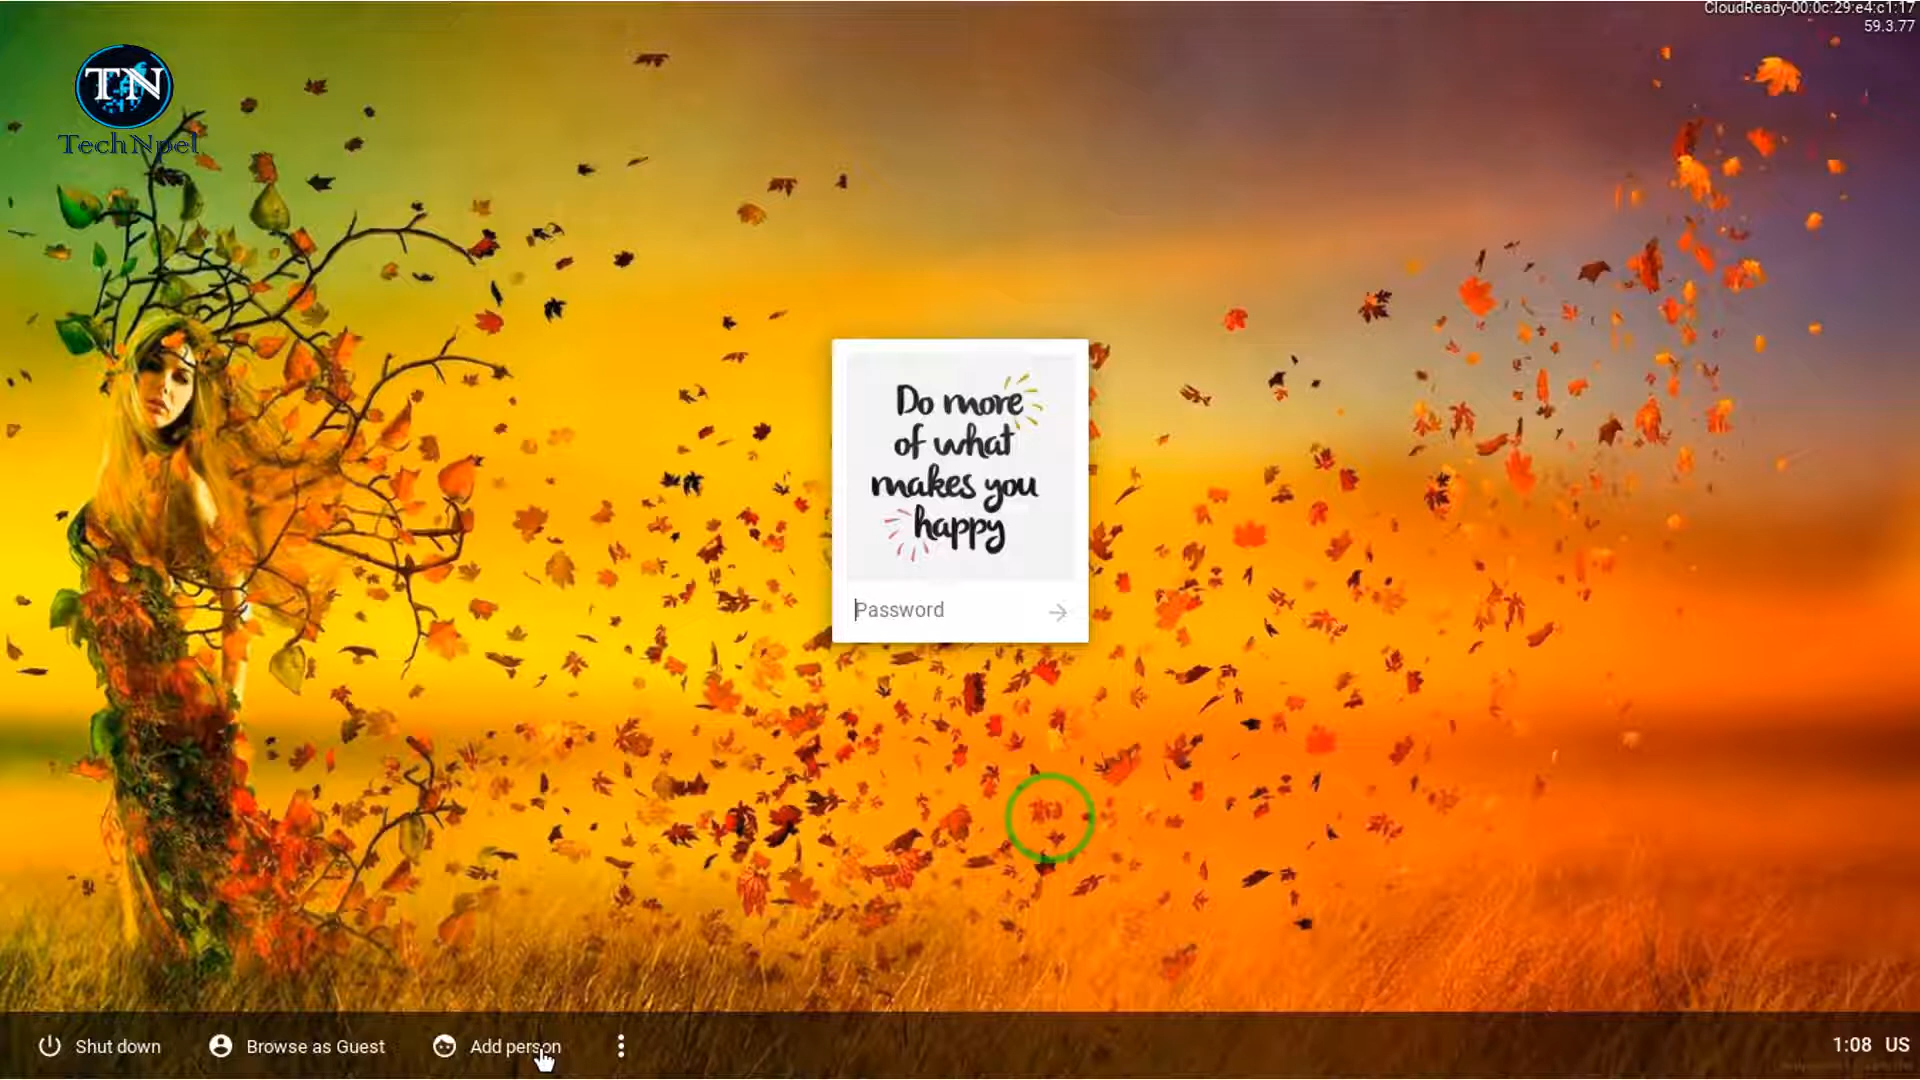 CloudReady-00:0c:29:e4:c1:17
59.3.77
TN
TechNpel
Do more
of what
makes you
happy
Password
Shut down
Browse as Guest
Add person
1:08 US